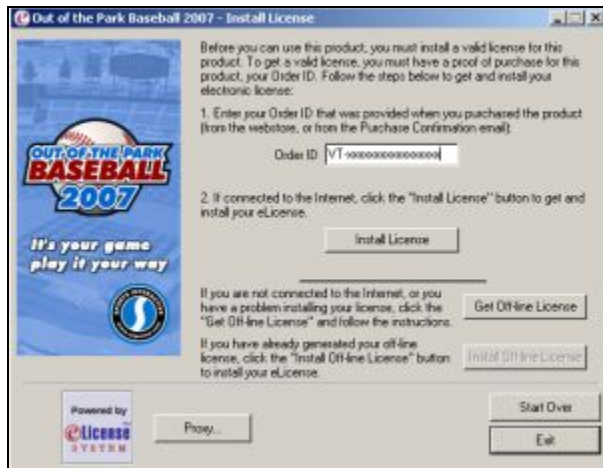 Out of the Park Baseball 2007 - Install License
Before you can use this product, you must install a valid license for this
product. To get a valid license, you must have a proof of purchase for this
product, your Order ID. Follow the steps below to get and install your
electronic license:
1. Enter your Order ID that was provided when you purchased the product
(from the webstore, or from the Purchase Confirmation email):
Order ID
2. If connected to the Internet, click the "Install License" button to get and
install your eLicense.
Install License
If you are not connected to the Internet, or you
have a problem installing your license, click the
"Get Off-line License" and follow the instructions.
Get Off-line License
If you have already generated your off-line
license, click the "Install Off-line License" button
to install your eLicense.
Install Off-line License
OUT OF THE PARK
BASEBALL
2007
It's your game
play it your way
Powered by
eLicense
SYSTEM
Proxy...
Start Over
Exit